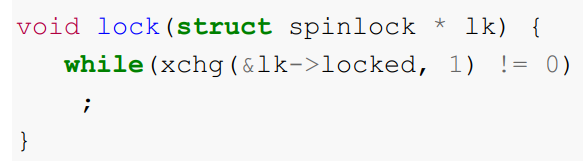 void lock(struct spinlock * lk) {
   while(xchg(&lk->locked, 1) != 0)
    ;
}